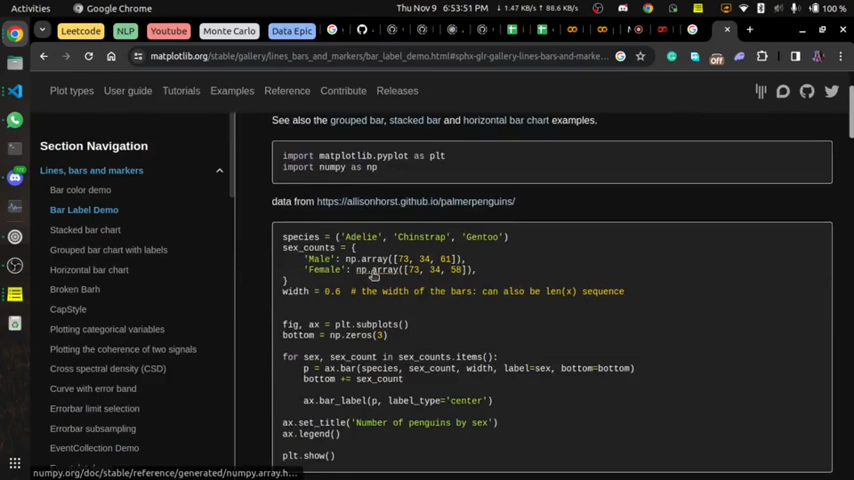 Activities
Thu Nov 9 6:53:51 PM
1.47 KB/s
88.6 KB/s
100 %
Leetcode
NLP
Youtube
Monte Carlo
Data Epic
matplotlib.org/stable/gallery/lines_bars_and_markers/bar_label_demo.html#sphx-glr-gallery-lines-bars-and-marke...
Off
Plot types
User guide
Tutorials
Examples
Reference
Contribute
Releases
Section Navigation
Lines, bars and markers
Bar color demo
Bar Label Demo
Stacked bar chart
Grouped bar chart with labels
Horizontal bar chart
Broken Barh
CapStyle
Plotting categorical variables
Plotting the coherence of two signals
Cross spectral density (CSD)
Curve with error band
Errorbar limit selection
Errorbar subsampling
EventCollection Demo
See also the grouped bar, stacked bar and horizontal bar chart examples.
import matplotlib.pyplot as plt
import numpy as np
data from https://allisonhorst.github.io/palmerpenguins/
species = ('Adelie', 'Chinstrap', 'Gentoo')
sex_counts = {
'Male': np.array([73, 34, 61]),
'Female': np.array([73, 34, 58]),
}
width = 0.6  # the width of the bars: can also be len(x) sequence
fig, ax = plt.subplots()
bottom = np.zeros(3)
for sex, sex_count in sex_counts.items():
p = ax.bar(species, sex_count, width, label=sex, bottom=bottom)
bottom += sex_count
ax.bar_label(p, label_type='center')
ax.set_title('Number of penguins by sex')
ax.legend()
plt.show()
numpy.org/doc/stable/reference/generated/numpy.array.h...